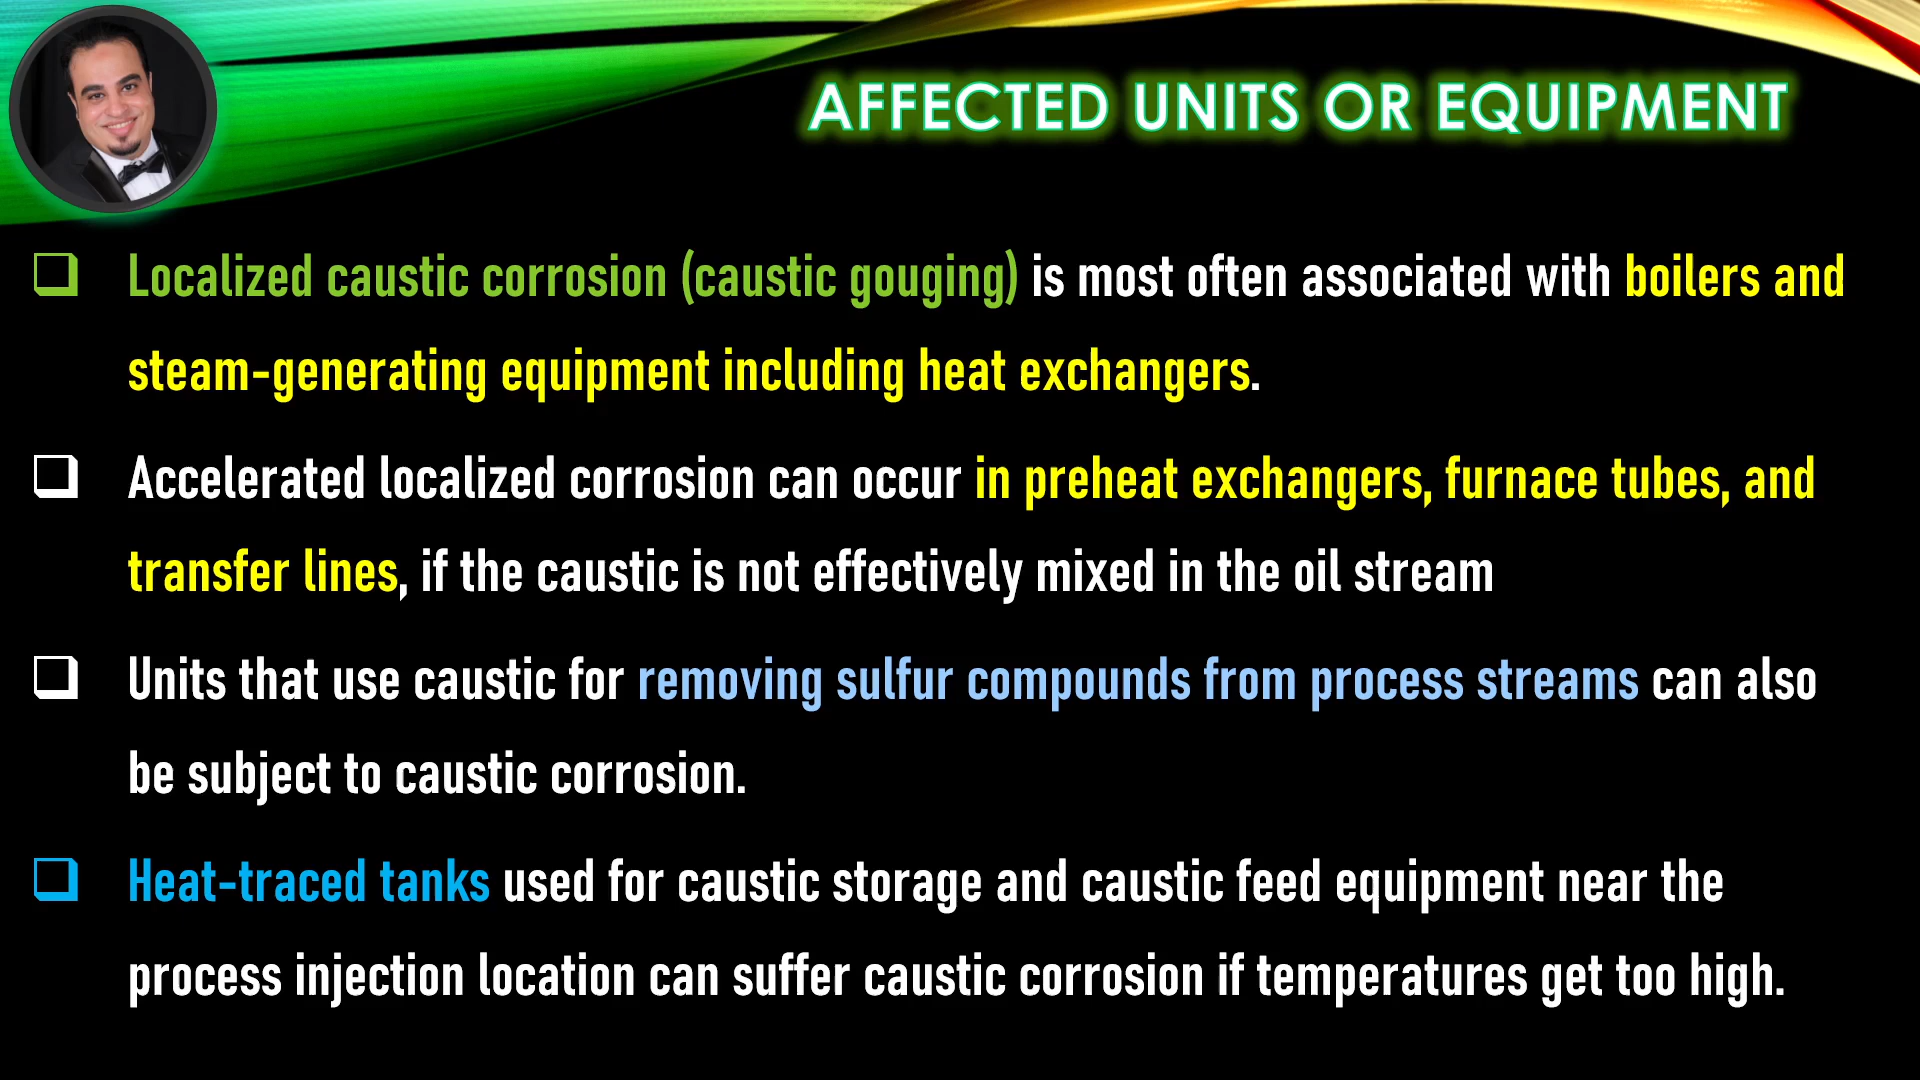 AFFECTED UNITS OR EQUIPMENT
❑ Localized caustic corrosion (caustic gouging) is most often associated with boilers and
steam-generating equipment including heat exchangers.
❑ Accelerated localized corrosion can occur in preheat exchangers, furnace tubes, and
transfer lines, if the caustic is not effectively mixed in the oil stream
❑ Units that use caustic for removing sulfur compounds from process streams can also
be subject to caustic corrosion.
❑ Heat-traced tanks used for caustic storage and caustic feed equipment near the
process injection location can suffer caustic corrosion if temperatures get too high.